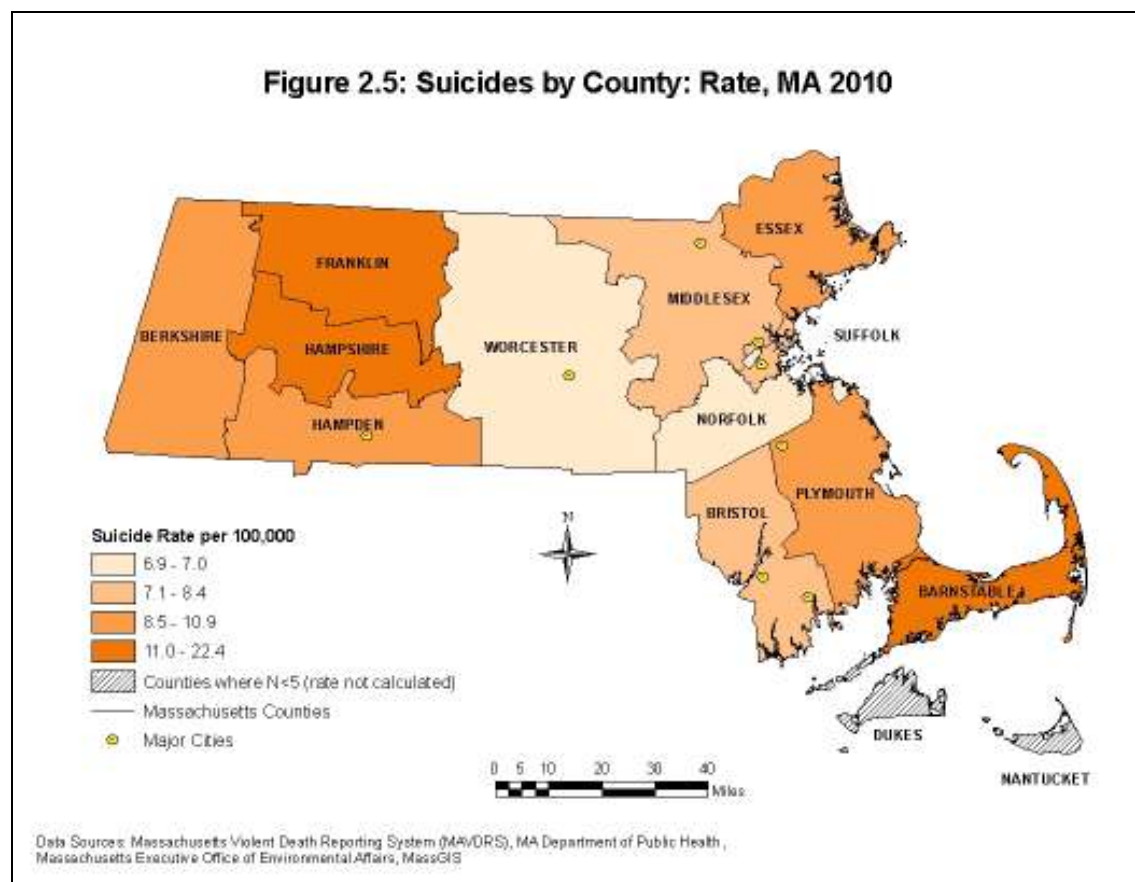 Figure 2.5: Suicides by County: Rate, MA 2010
ESSEX
FRANKLIN
MIDDLESEX
BERKSHIRE
SUFFOLK
HAMPSHIRE
WORCESTER
NORFOLK
HAMPDEN
PLYMOUTH
BRISTOL
N
BARNSTABLE
DUKES
NANTUCKET
Suicide Rate per 100,000
6.9 - 7.0
7.1 - 8.4
8.5 - 10.9
11.0 - 22.4
Counties where N<5 (rate not calculated)
Massachusetts Counties
Major Cities
0 5 10 20 30 40
Miles
Data Sources: Massachusetts Violent Death Reporting System (MAVDRS), MA Department of Public Health,
Massachusetts Executive Office of Environmental Affairs, MassGIS